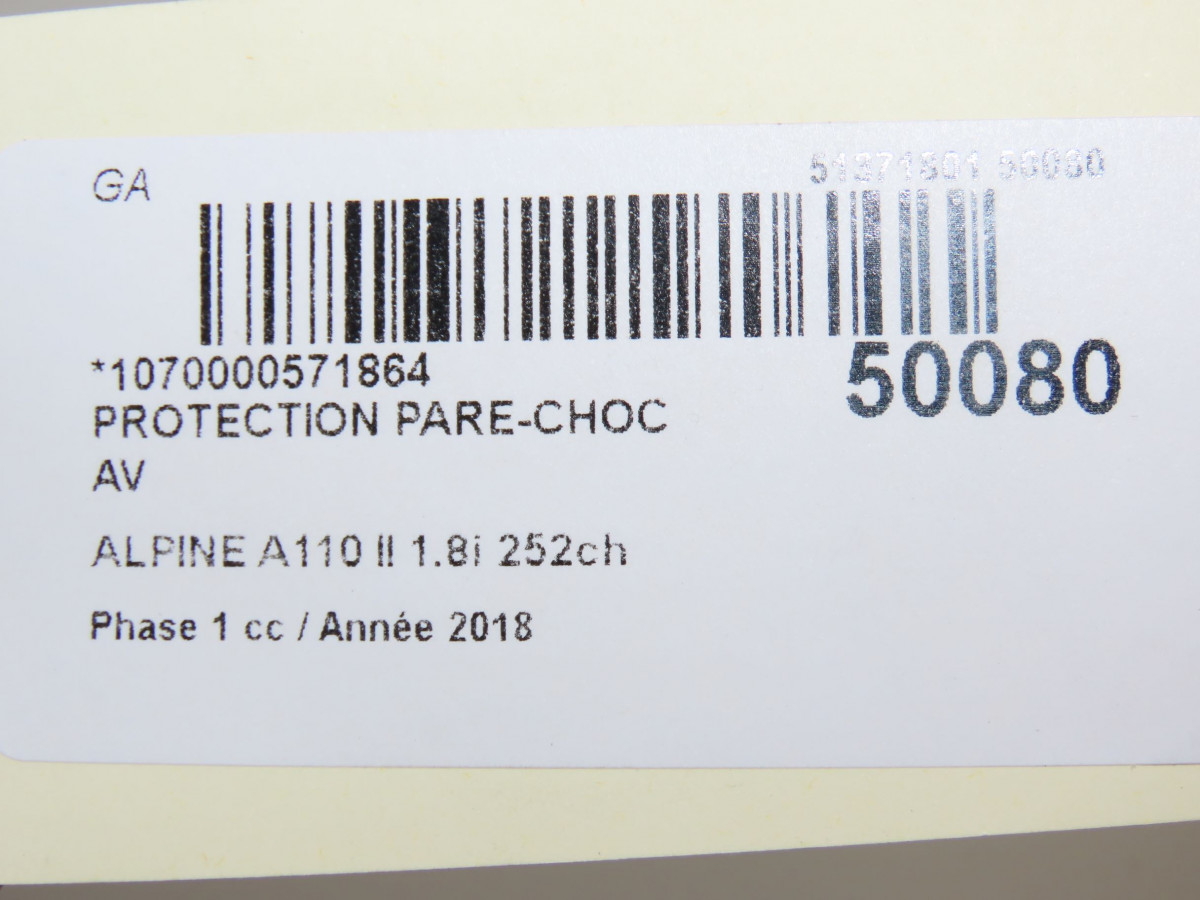 GA
51371801 50080
*1070000571864
50080
PROTECTION PARE-CHOC
AV
ALPINE A110 II 1.8i 252ch
Phase 1 cc / Année 2018